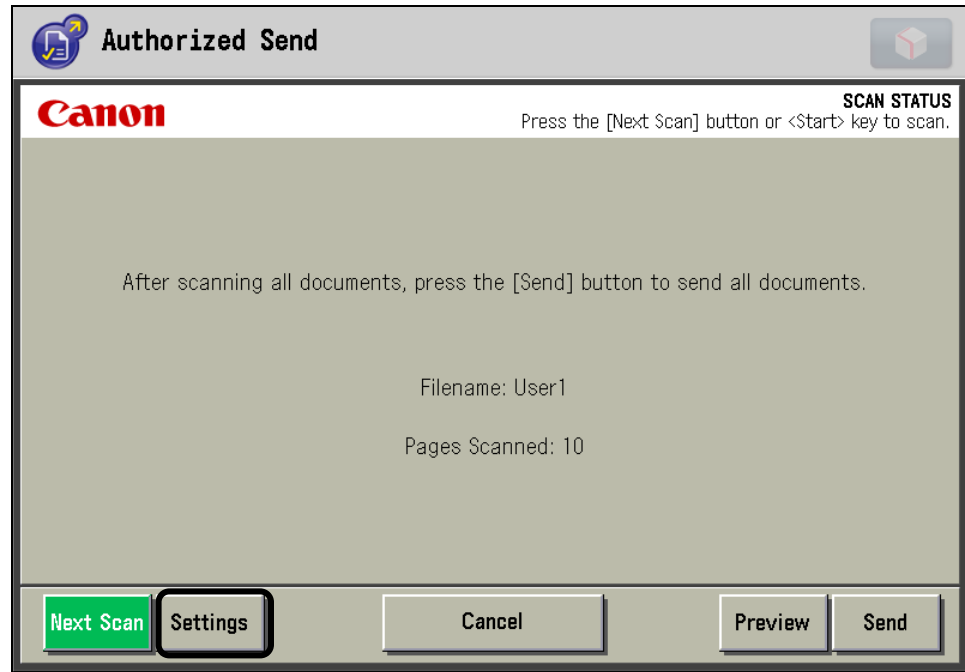 Authorized Send
Canon
SCAN STATUS
Press the [Next Scan] button or <Start> key to scan.
After scanning all documents, press the [Send] button to send all documents.
Filename: User1
Pages Scanned: 10
Next Scan Settings Cancel Preview Send